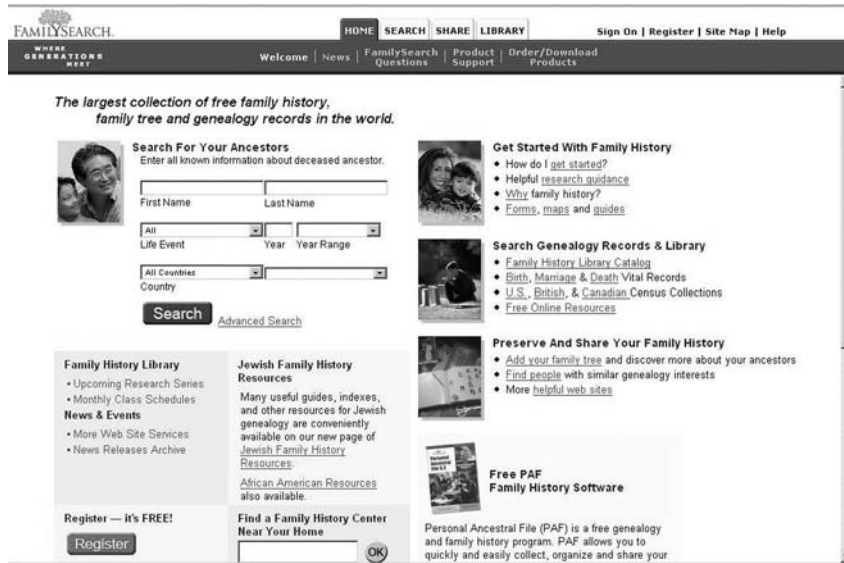 FAMILYSEARCH.
HOME SEARCH SHARE LIBRARY
Sign On | Register | Site Map | Help
WHERE
GENERATIONS
MEET
Welcome | News | FamilySearch Questions | Product Support | Order/Download Products
The largest collection of free family history,
family tree and genealogy records in the world.
Search For Your Ancestors
Enter all known information about deceased ancestor.
First Name Last Name
All
Life Event Year Year Range
All Countries
Country
Search Advanced Search
Get Started With Family History
♦ How do I get started?
♦ Helpful research guidance
♦ Why family history?
♦ Forms, maps and guides
Search Genealogy Records & Library
♦ Family History Library Catalog
♦ Birth, Marriage & Death Vital Records
♦ U.S., British, & Canadian Census Collections
♦ Free Online Resources
Preserve And Share Your Family History
♦ Add your family tree and discover more about your ancestors
♦ Find people with similar genealogy interests
♦ More helpful web sites
Family History Library
• Upcoming Research Series
• Monthly Class Schedules
News & Events
• More Web Site Services
• News Releases Archive
Jewish Family History
Resources
Many useful guides, indexes,
and other resources for Jewish
genealogy are conveniently
available on our new page of
Jewish Family History
Resources.
African American Resources
also available.
Register — it's FREE!
Register
Find a Family History Center
Near Your Home
OK
Personal
Ancestral
Free PAF
Family History Software
Personal Ancestral File (PAF) is a free genealogy
and family history program. PAF allows you to
quickly and easily collect, organize and share your